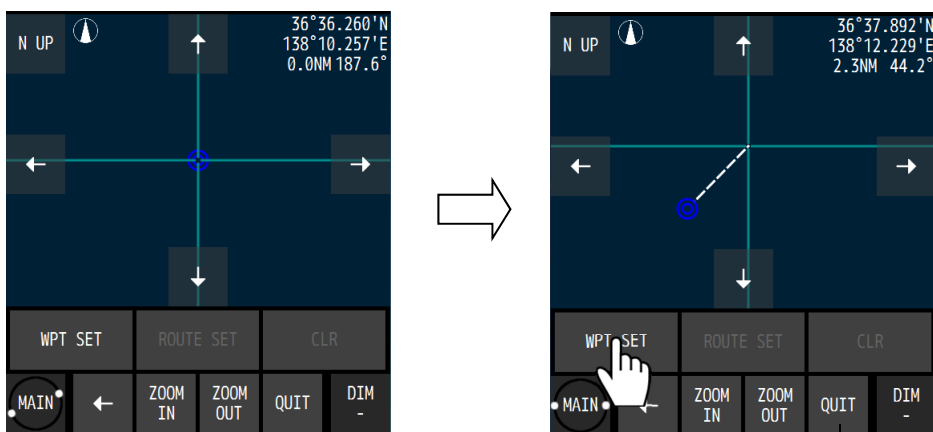 N UP
36°36.260'N
138°10.257'E
0.0NM 187.6°
WPT SET
ROUTE SET
CLR
MAIN
ZOOM
IN
ZOOM
OUT
QUIT
DIM
-
N UP
36°37.892'N
138°12.229'E
2.3NM 44.2°
WPT SET
ROUTE SET
CLR
MAIN
ZOOM
IN
ZOOM
OUT
QUIT
DIM
-